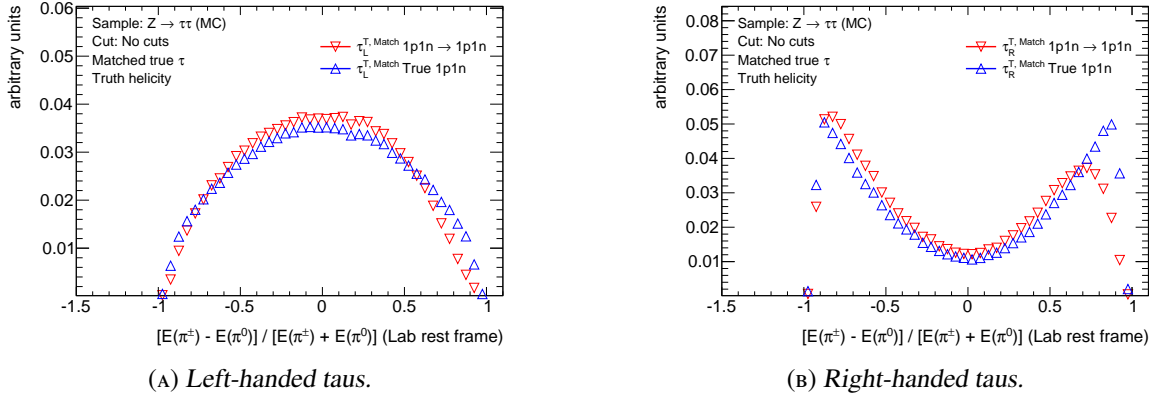 arbitrary units
0.06
0.05
0.04
0.03
0.02
0.01
Sample: Z → ττ (MC)
Cut: No cuts
Matched true τ
Truth helicity
τ_L^{T, Match} 1p1n → 1p1n
τ_L^{T, Match} True 1p1n
-1.5 -1 -0.5 0 0.5 1
[E(π±) - E(π⁰)] / [E(π±) + E(π⁰)] (Lab rest frame)
(A) Left-handed taus.
arbitrary units
0.08
0.07
0.06
0.05
0.04
0.03
0.02
0.01
Sample: Z → ττ (MC)
Cut: No cuts
Matched true τ
Truth helicity
τ_R^{T, Match} 1p1n → 1p1n
τ_R^{T, Match} True 1p1n
-1.5 -1 -0.5 0 0.5 1
[E(π±) - E(π⁰)] / [E(π±) + E(π⁰)] (Lab rest frame)
(B) Right-handed taus.